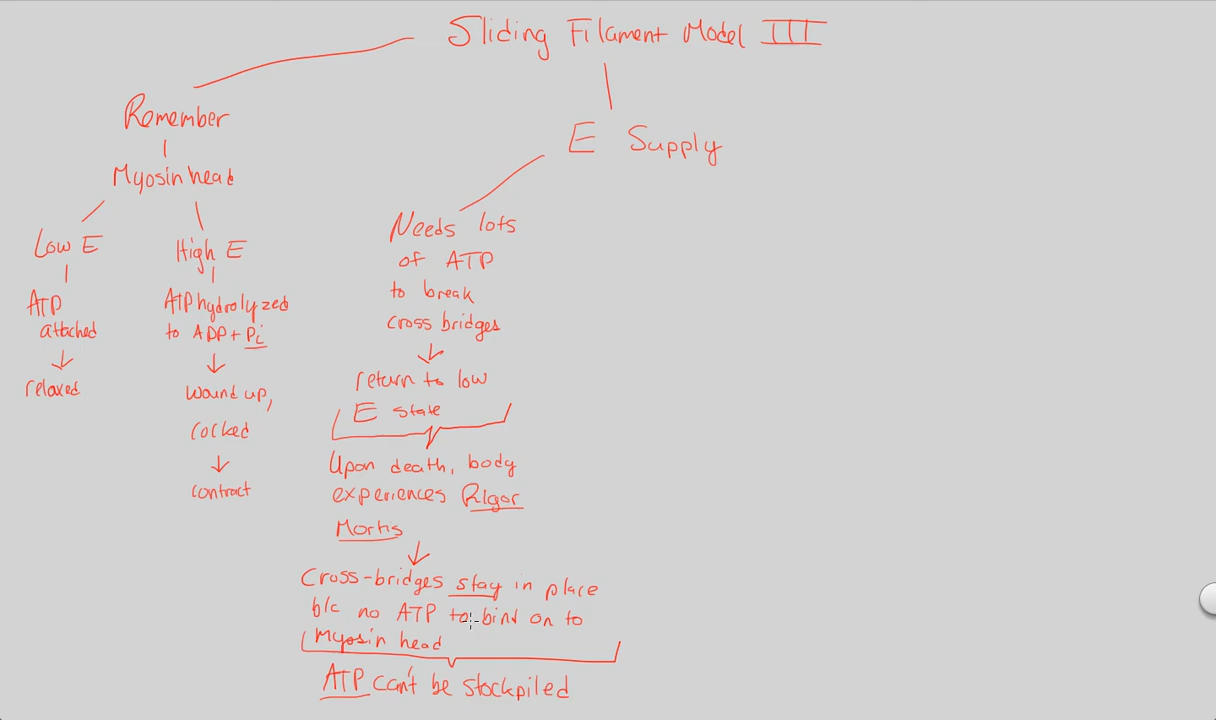 Sliding Filament Model III
Remember
Myosin head
Low E
ATP
attached
relaxed
High E
ATP hydrolyzed
to ADP + Pi
wound up,
cocked
contract
E Supply
Needs lots
of ATP
to break
cross bridges
return to low
E state
Upon death, body
experiences Rigor
Mortis
Cross-bridges stay in place
b/c no ATP to bind on to
Myosin head
ATP can't be stockpiled